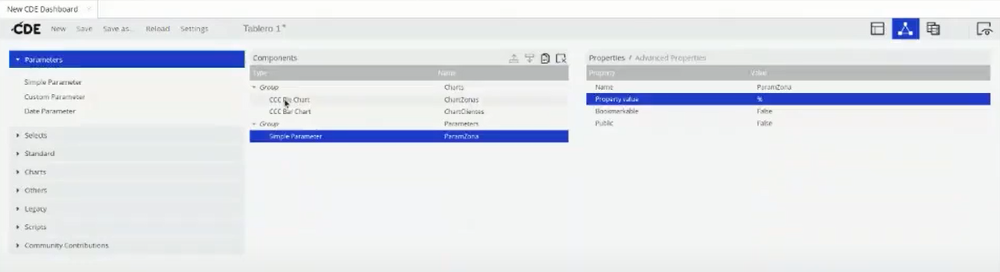 New CDE Dashboard
CDE New Save Save as... Reload Settings Tablero 1*
Parameters
Simple Parameter
Custom Parameter
Date Parameter
Selects
Standard
Charts
Others
Legacy
Scripts
Community Contributions
Components
Type Name
Group Charts
CCC Pie Chart ChartZonas
CCC Bar Chart ChartClientes
Group Parameters
Simple Parameter ParamZona
Properties / Advanced Properties
Property Value
Name ParamZona
Property value %
Bookmarkable False
Public False